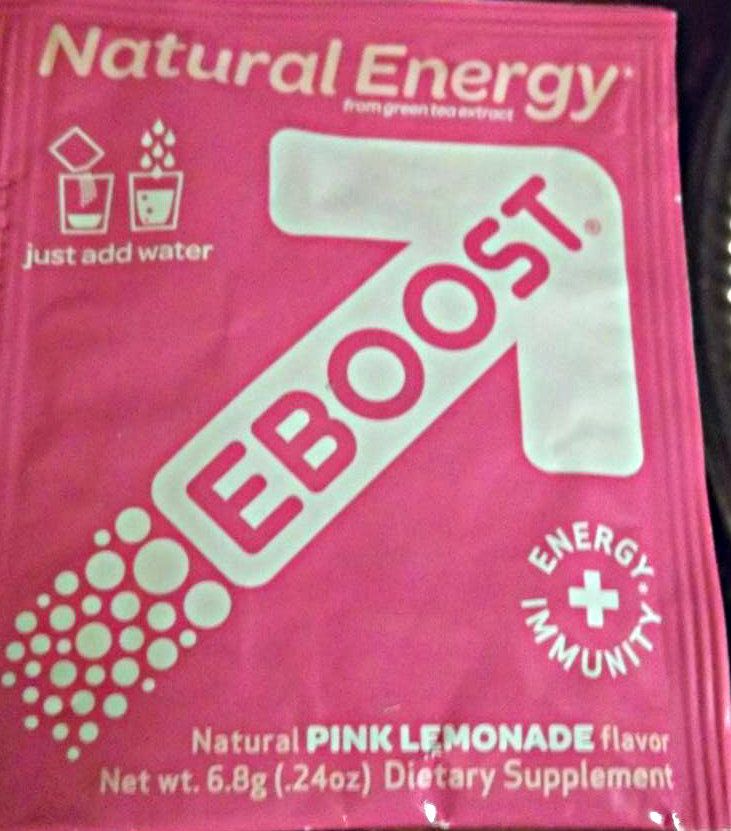 Natural Energy*
from green tea extract
just add water
EBOOST®
ENERGY*
+
IMMUNITY
Natural PINK LEMONADE flavor
Net wt. 6.8g (.24oz) Dietary Supplement